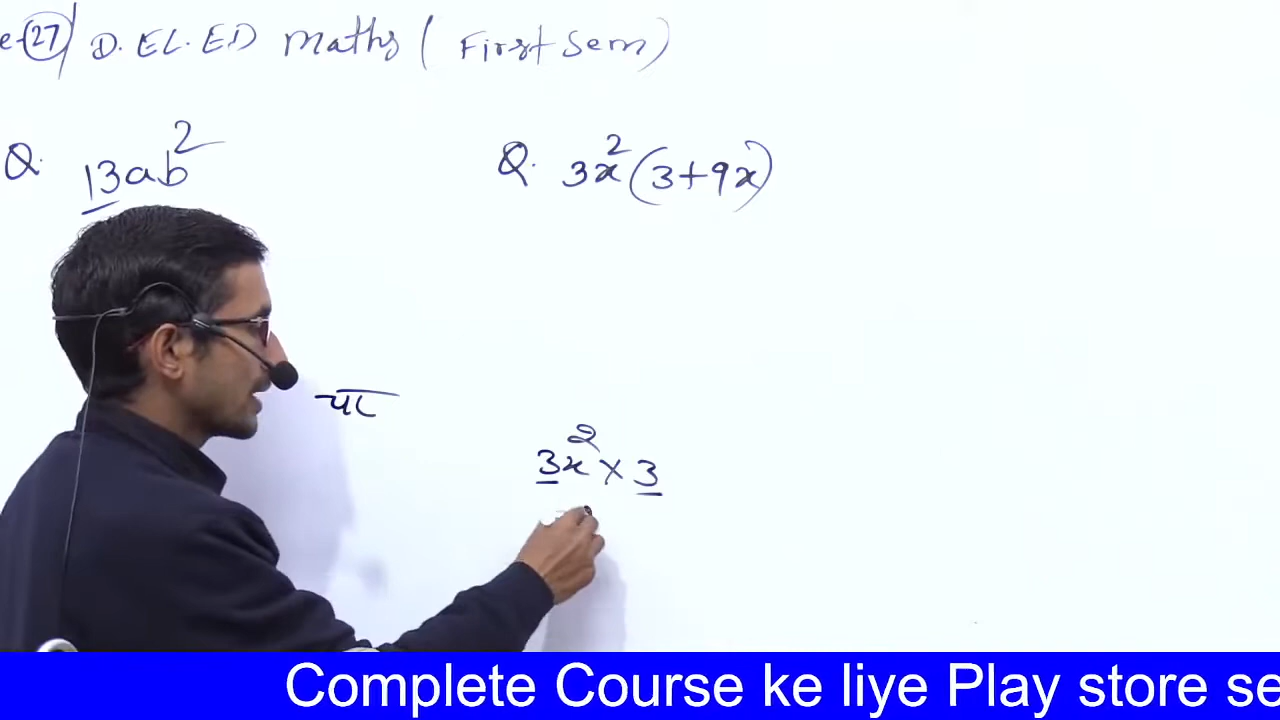 e-27 D.EL.ED Maths ( First Sem)
Q. 13ab²
Q. 3x²(3+9x)
चर
3x² × 3
Complete Course ke liye Play store se